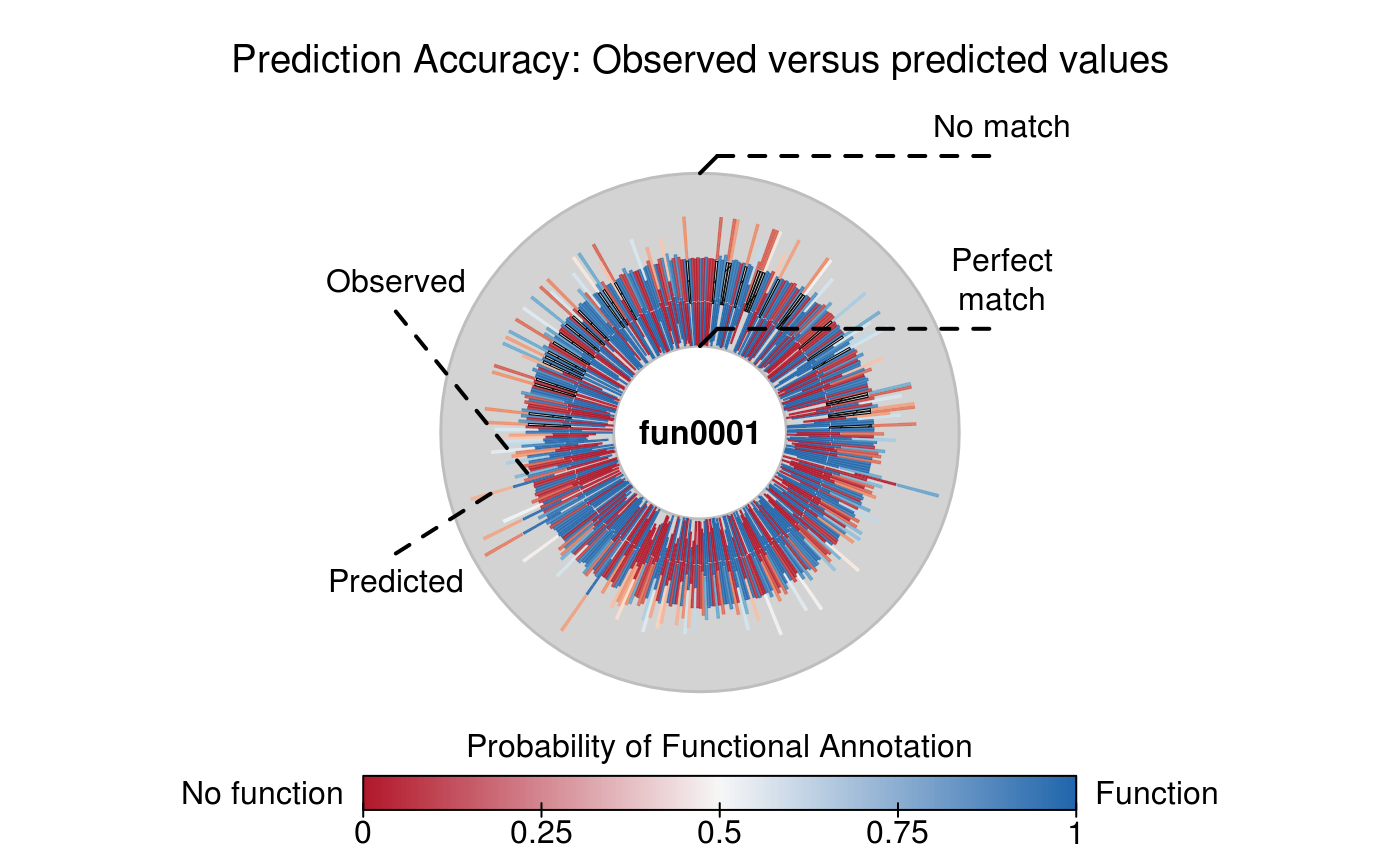 Prediction Accuracy: Observed versus predicted values
No match
Perfect
match
Observed
fun0001
Predicted
Probability of Functional Annotation
No function
Function
0 0.25 0.5 0.75 1